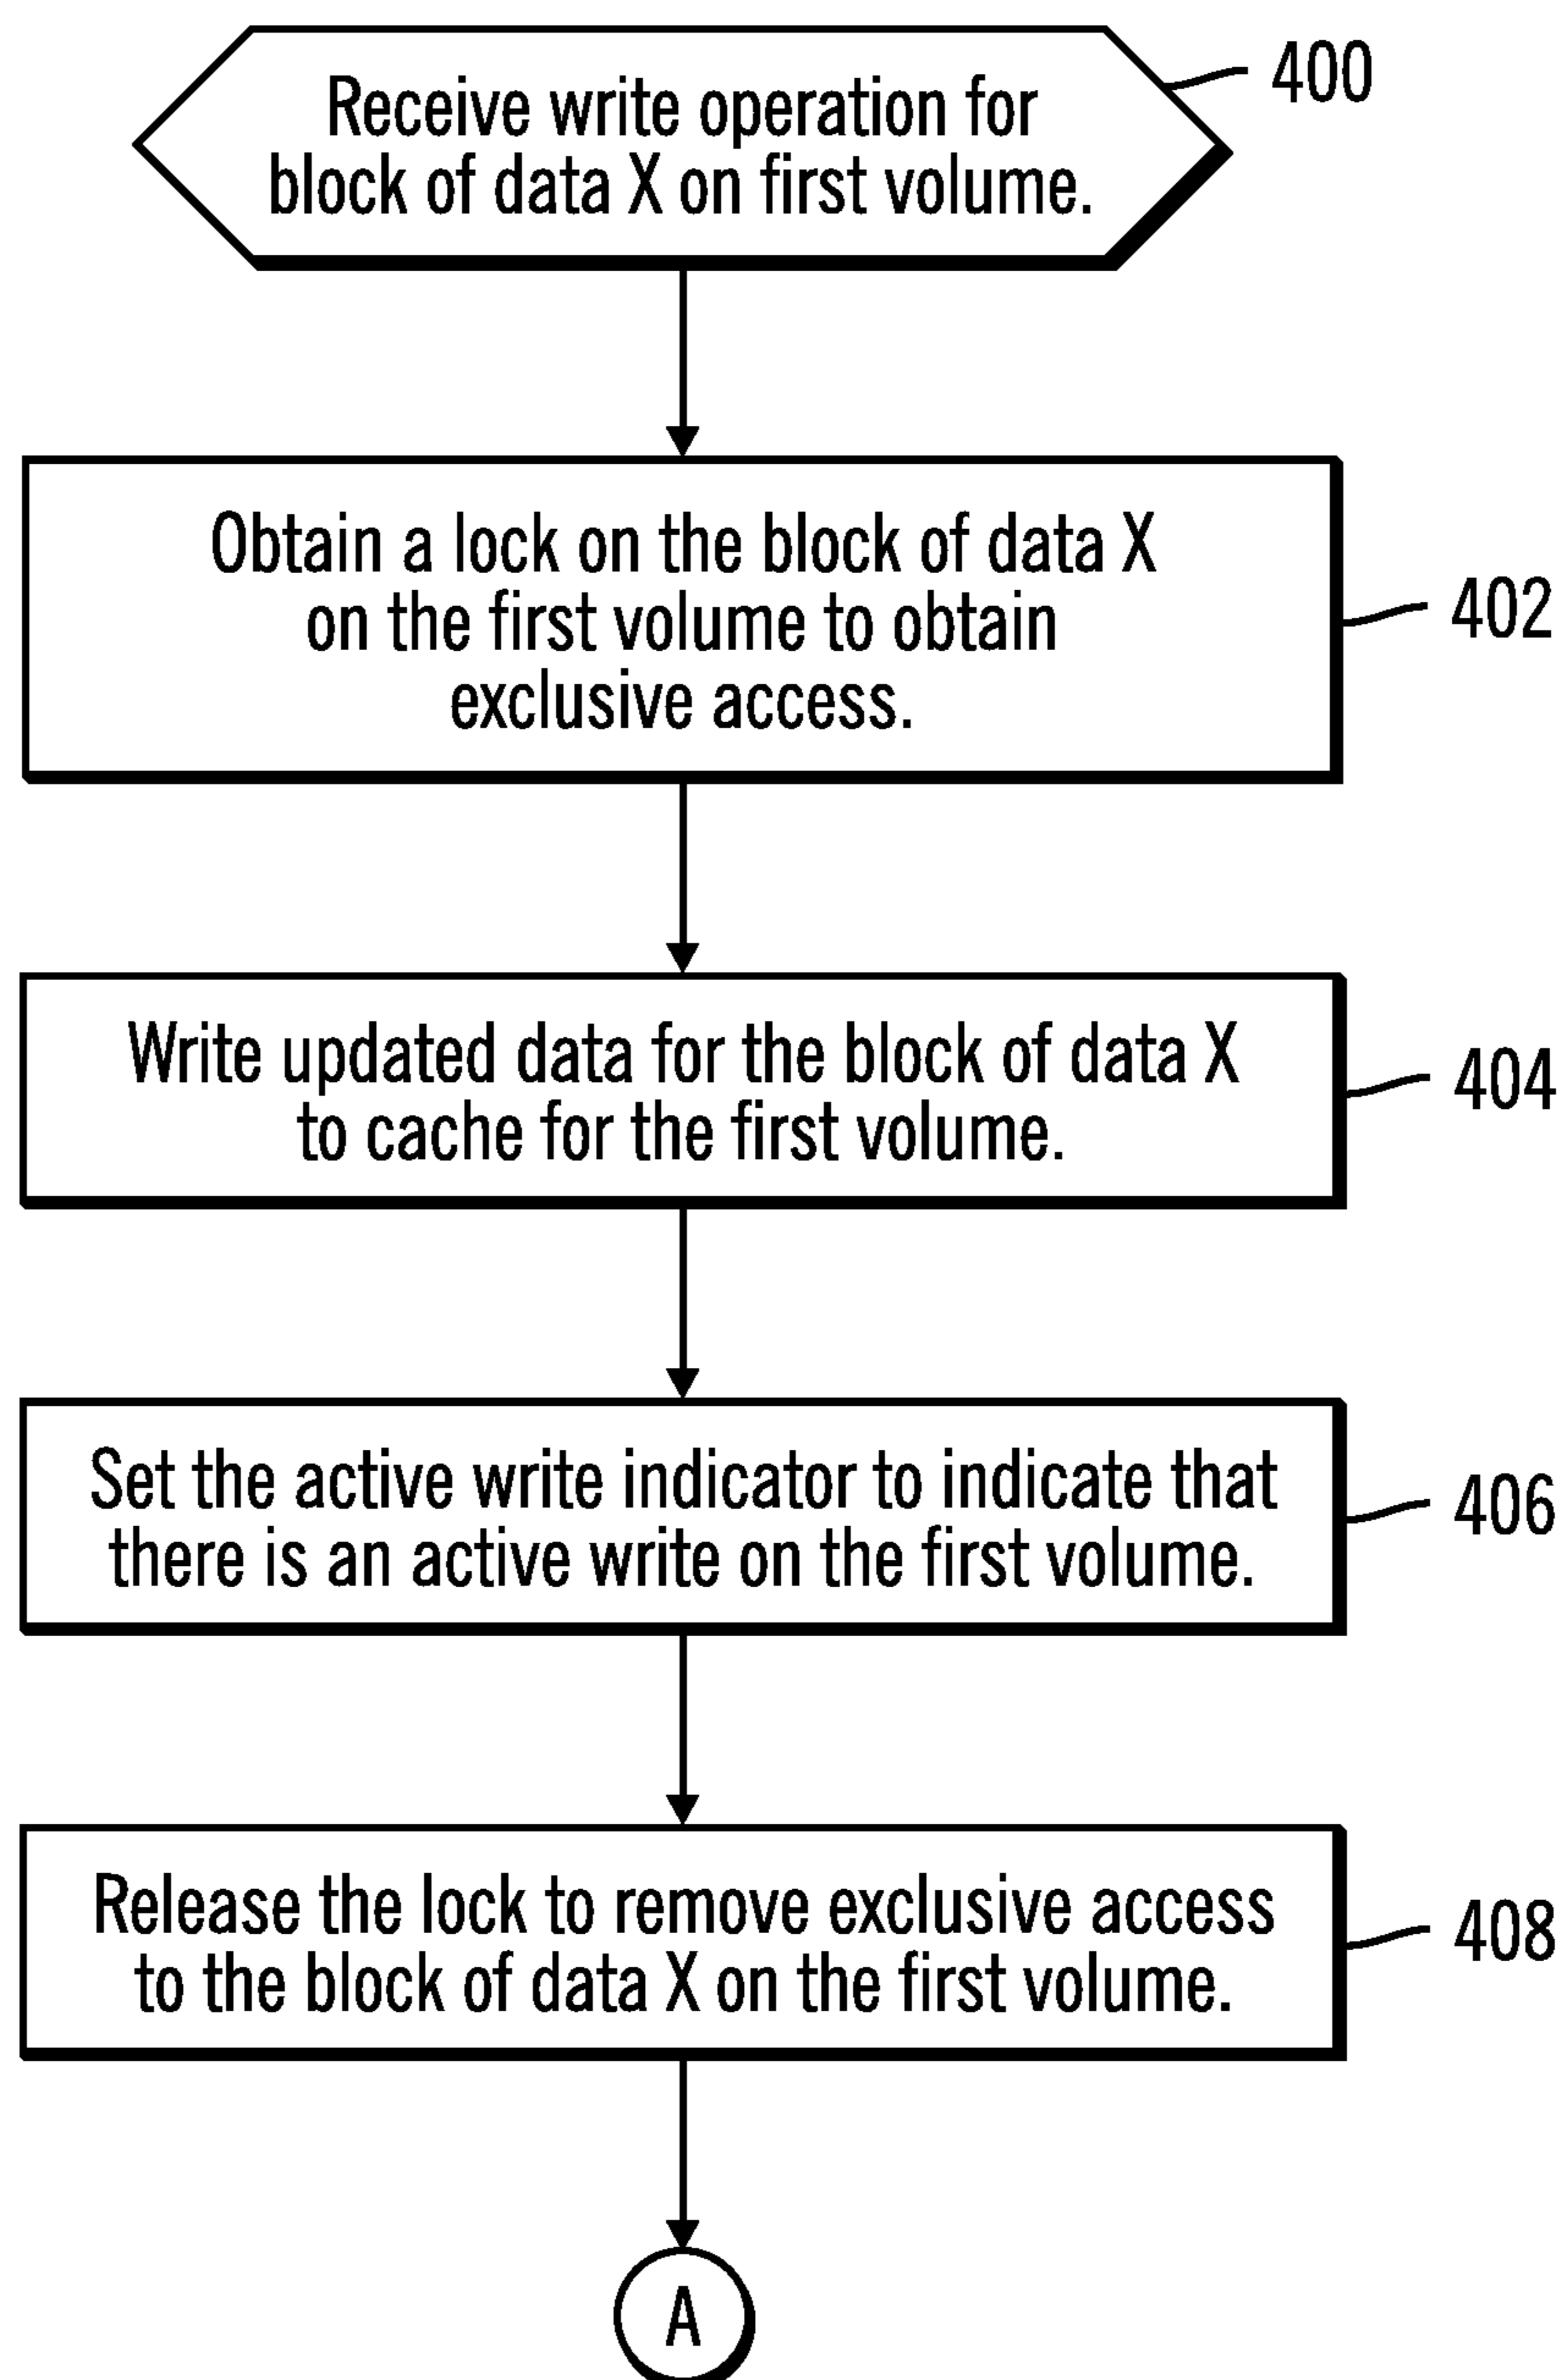 Receive write operation for
block of data X on first volume.
400
Obtain a lock on the block of data X
on the first volume to obtain
exclusive access.
402
Write updated data for the block of data X
to cache for the first volume.
404
Set the active write indicator to indicate that
there is an active write on the first volume.
406
Release the lock to remove exclusive access
to the block of data X on the first volume.
408
A